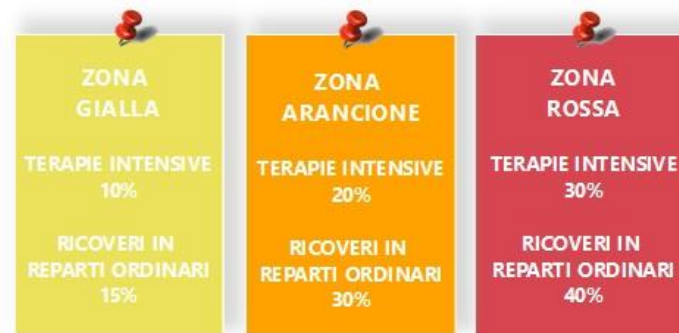 ZONA
GIALLA
TERAPIE INTENSIVE
10%
RICOVERI IN
REPARTI ORDINARI
15%
ZONA
ARANCIONE
TERAPIE INTENSIVE
20%
RICOVERI IN
REPARTI ORDINARI
30%
ZONA
ROSSA
TERAPIE INTENSIVE
30%
RICOVERI IN
REPARTI ORDINARI
40%